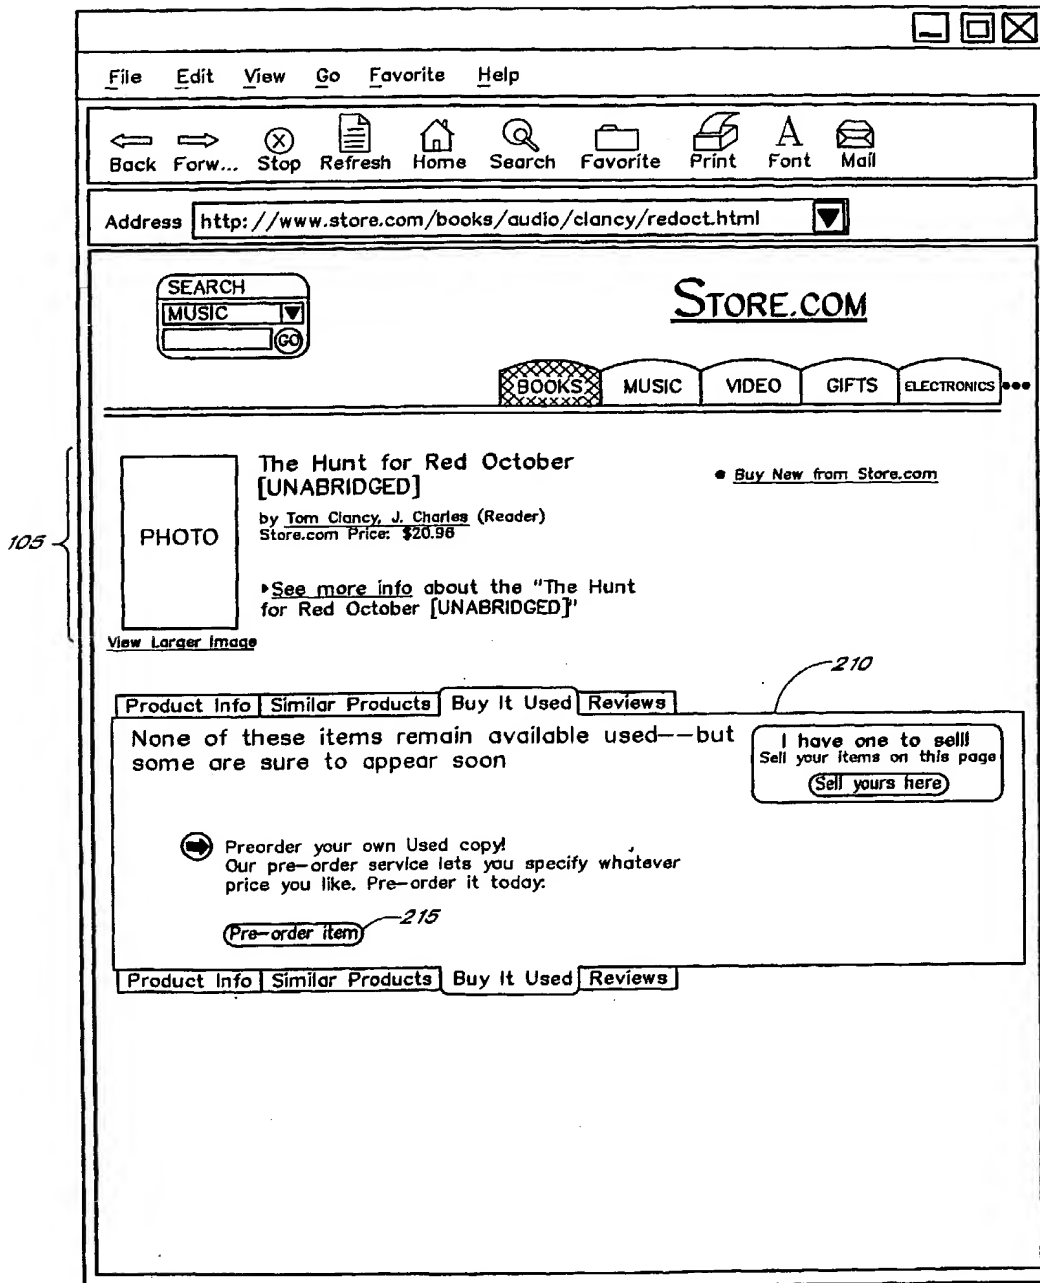 File Edit View Go Favorite Help
Back Forw... Stop Refresh Home Search Favorite Print Font Mail
Address http://www.store.com/books/audio/clancy/redoct.html
SEARCH
MUSIC
GO
STORE.COM
BOOKS MUSIC VIDEO GIFTS ELECTRONICS •••
105
PHOTO
View Larger Image
The Hunt for Red October
[UNABRIDGED]
by Tom Clancy, J. Charles (Reader)
Store.com Price: $20.96
See more info about the "The Hunt
for Red October [UNABRIDGED]"
• Buy New from Store.com
210
Product Info Similar Products Buy It Used Reviews
None of these items remain available used--but
some are sure to appear soon
I have one to sell!
Sell your items on this page
Sell yours here
Preorder your own Used copy!
Our pre-order service lets you specify whatever
price you like. Pre-order it today:
215
Pre-order item
Product Info Similar Products Buy It Used Reviews